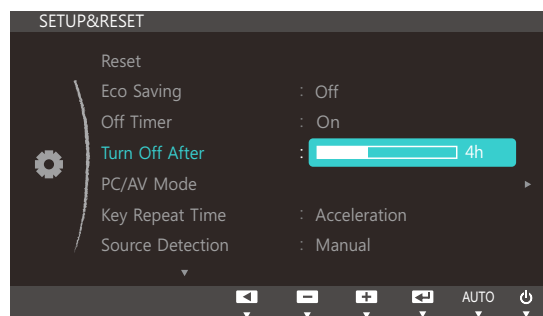 SETUP&RESET
Reset
Eco Saving : Off
Off Timer : On
Turn Off After : 4h
PC/AV Mode
Key Repeat Time : Acceleration
Source Detection : Manual
AUTO